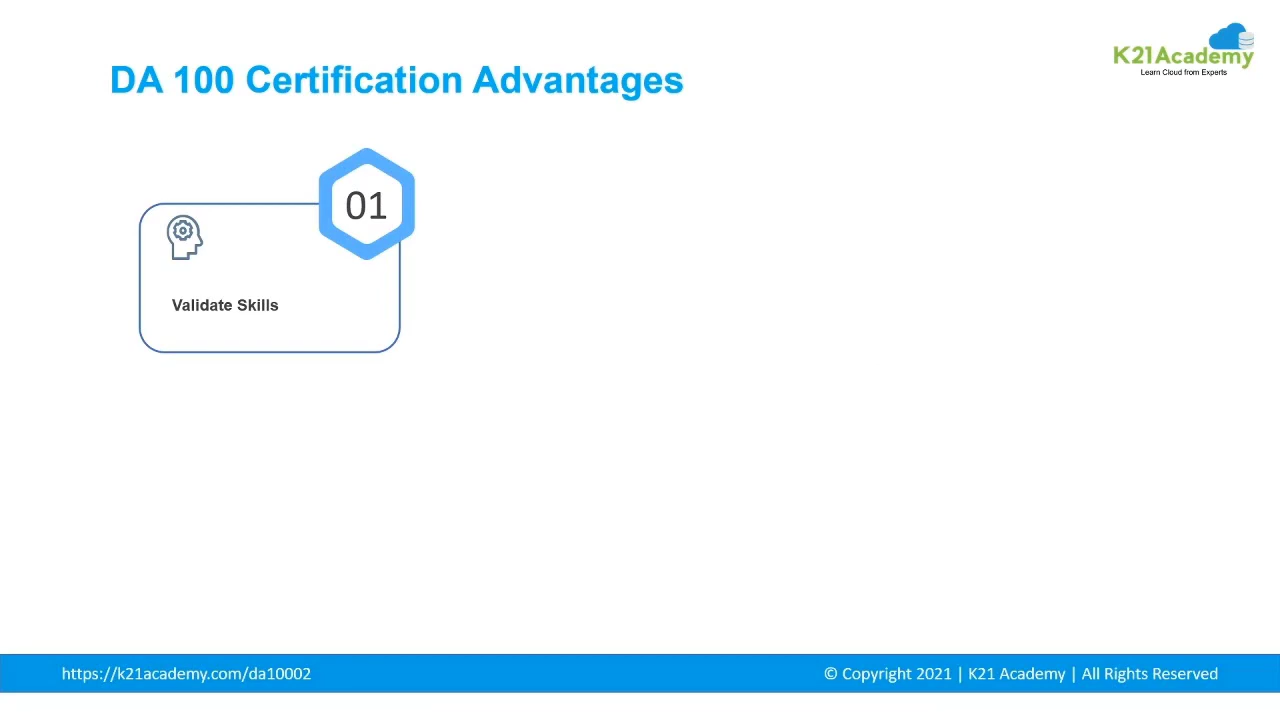 K21Academy
Learn Cloud from Experts
DA 100 Certification Advantages
01
Validate Skills
https://k21academy.com/da10002
© Copyright 2021 | K21 Academy | All Rights Reserved